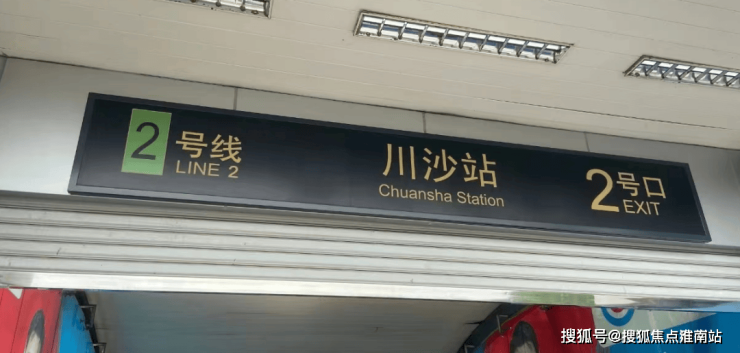 2 号线
LINE 2
川沙站
Chuansha Station
2 号口
EXIT
搜狐号@搜狐焦点淮南站